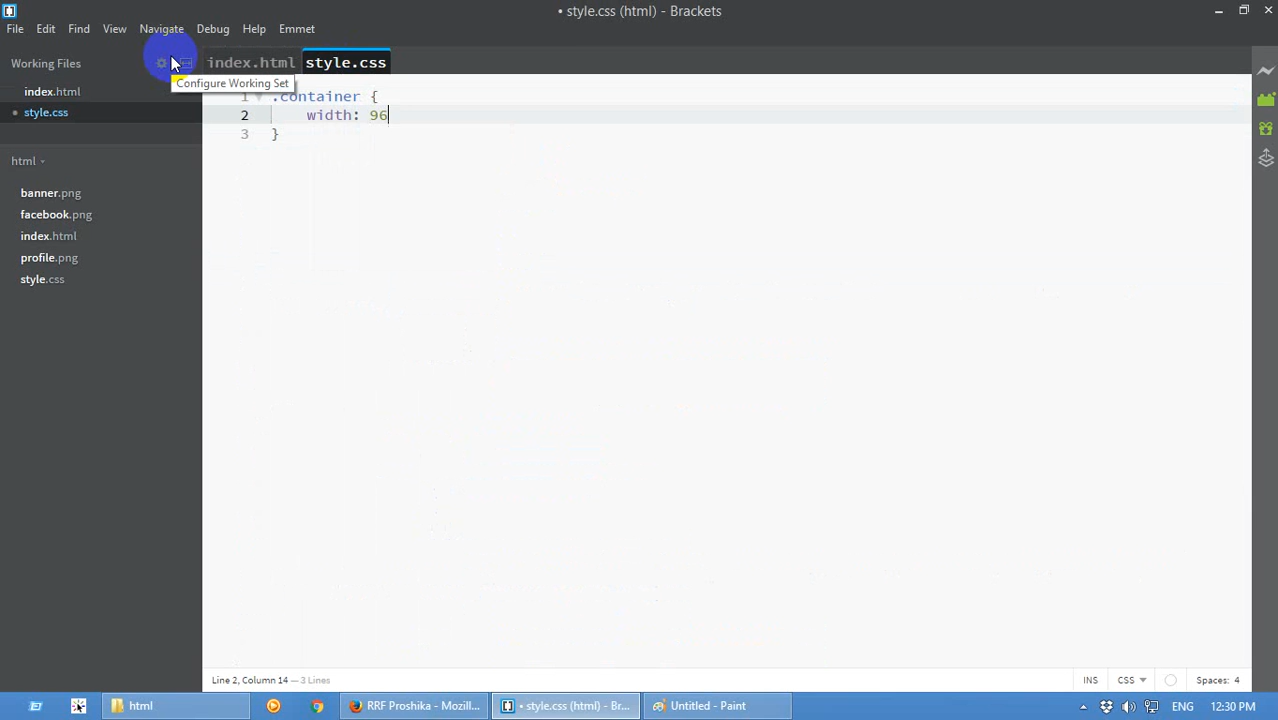 • style.css (html) - Brackets
File Edit Find View Navigate Debug Help Emmet
Working Files
index.html style.css
Configure Working Set
index.html
style.css
html
banner.png
facebook.png
index.html
profile.png
style.css
1 .container {
2 width: 96
3 }
Line 2, Column 14 — 3 Lines
INS CSS Spaces: 4
html
RRF Proshika - Mozill...
• style.css (html) - Br...
Untitled - Paint
ENG 12:30 PM